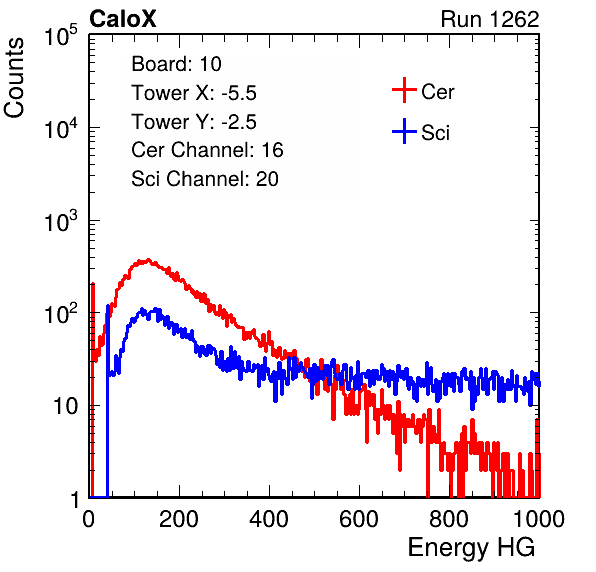 CaloX Run 1262
Counts
10^5
10^4
10^3
10^2
10
1
Board: 10
Tower X: -5.5
Tower Y: -2.5
Cer Channel: 16
Sci Channel: 20
Cer
Sci
0 200 400 600 800 1000
Energy HG